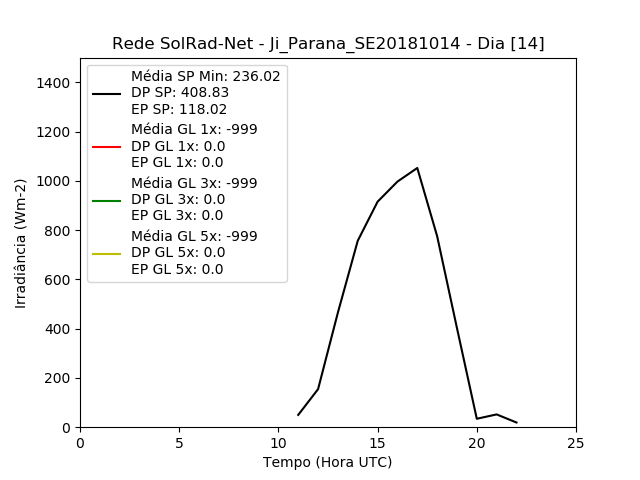 Rede SolRad-Net - Ji_Parana_SE20181014 - Dia [14]
Média SP Min: 236.02
DP SP: 408.83
EP SP: 118.02
Média GL 1x: -999
DP GL 1x: 0.0
EP GL 1x: 0.0
Média GL 3x: -999
DP GL 3x: 0.0
EP GL 3x: 0.0
Média GL 5x: -999
DP GL 5x: 0.0
EP GL 5x: 0.0
Irradiância (Wm-2)
1400
1200
1000
800
600
400
200
0
0 5 10 15 20 25
Tempo (Hora UTC)